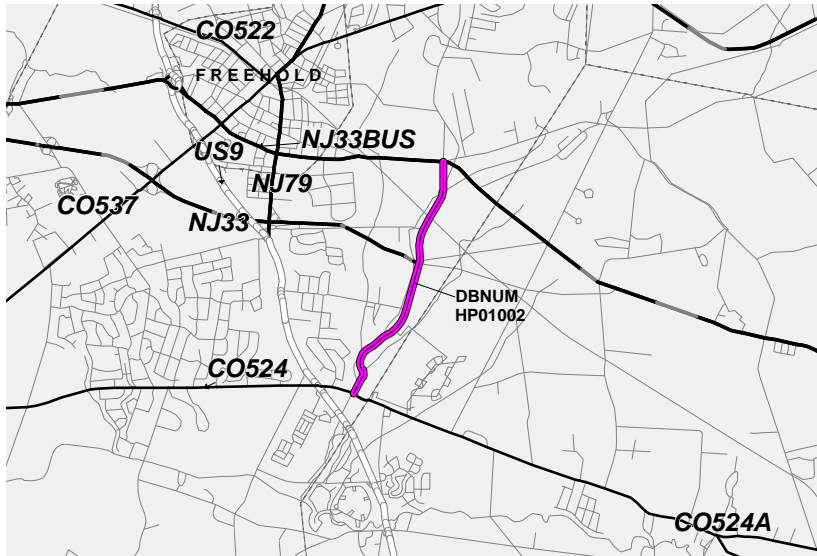 CO522
FREEHOLD
NJ33BUS
US9
NJ79
CO537
NJ33
DBNUM
HP01002
CO524
CO524A